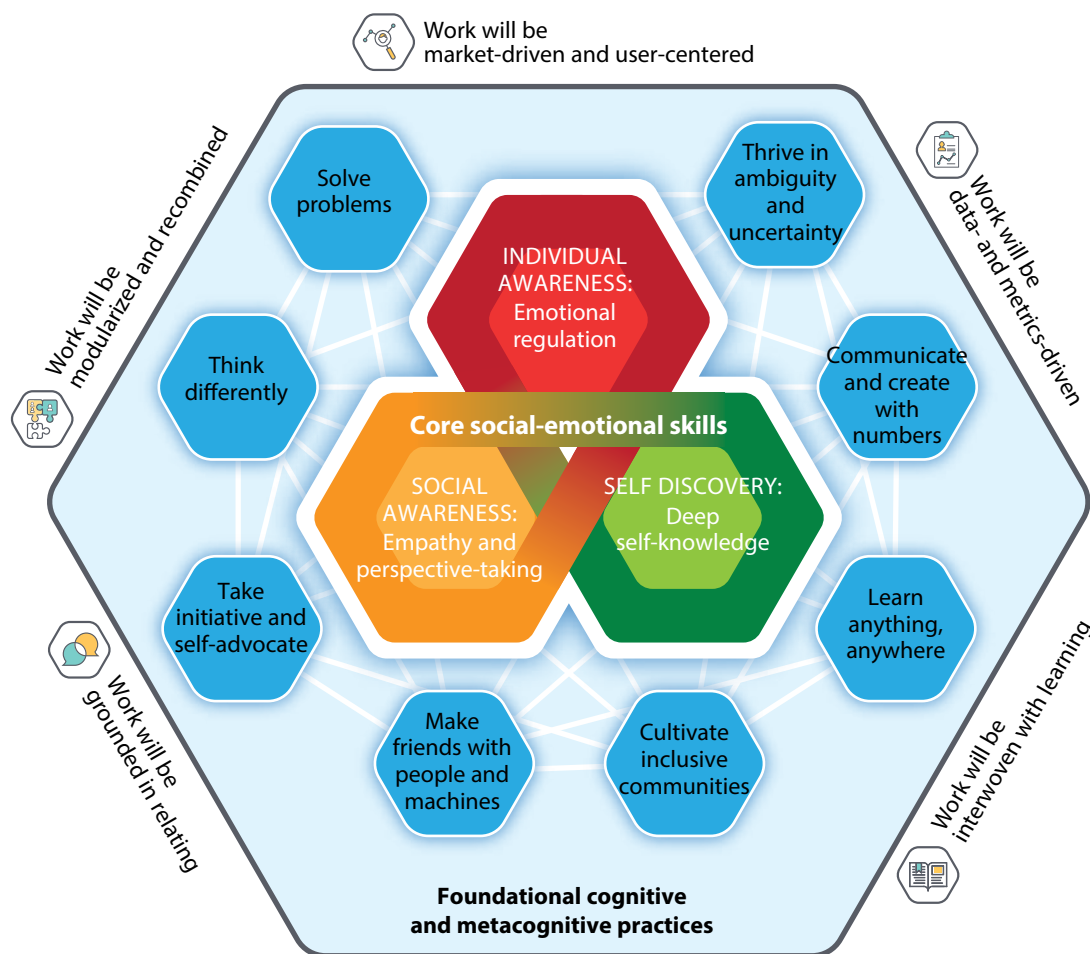 Work will be
market-driven and user-centered
Work will be
modularized and recombined
Work will be
data- and metrics-driven
Solve
problems
Thrive in
ambiguity
and
uncertainty
INDIVIDUAL
AWARENESS:
Emotional
regulation
Think
differently
Communicate
and create
with
numbers
Core social-emotional skills
SOCIAL
AWARENESS:
Empathy and
perspective-taking
SELF DISCOVERY:
Deep
self-knowledge
Take
initiative and
self-advocate
Learn
anything,
anywhere
Work will be
grounded in relating
Work will be
interwoven with learning
Make
friends with
people and
machines
Cultivate
inclusive
communities
Foundational cognitive
and metacognitive practices